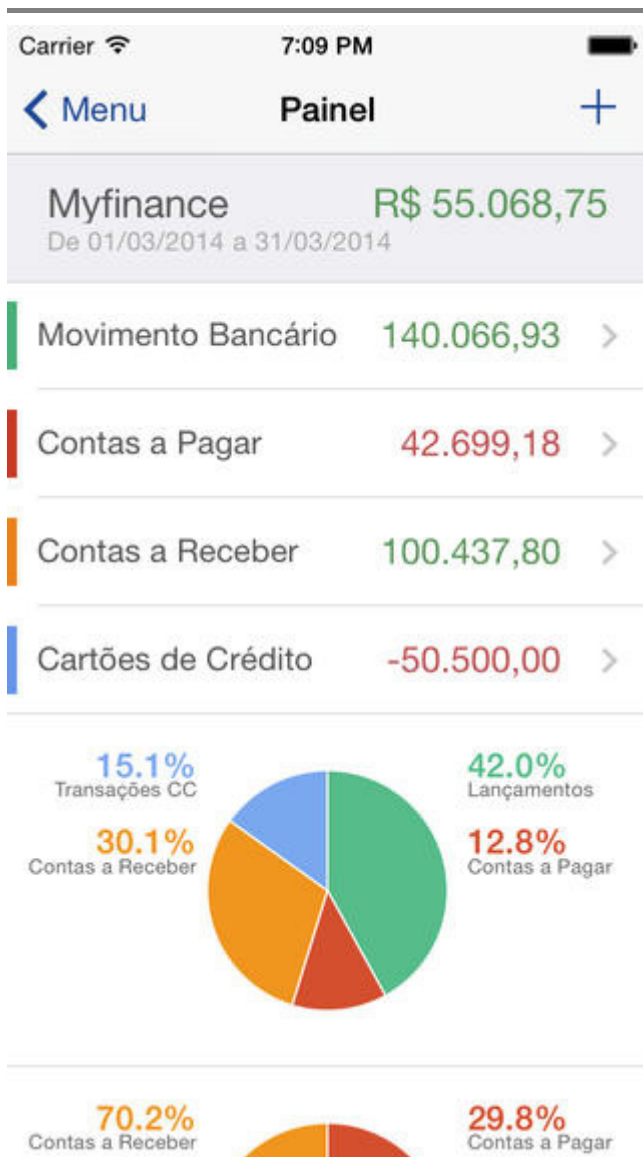 Carrier 7:09 PM
Menu Painel +
Myfinance R$ 55.068,75
De 01/03/2014 a 31/03/2014
Movimento Bancário 140.066,93
Contas a Pagar 42.699,18
Contas a Receber 100.437,80
Cartões de Crédito -50.500,00
15.1% 42.0%
Transações CC Lançamentos
30.1% 12.8%
Contas a Receber Contas a Pagar
70.2% 29.8%
Contas a Receber Contas a Pagar